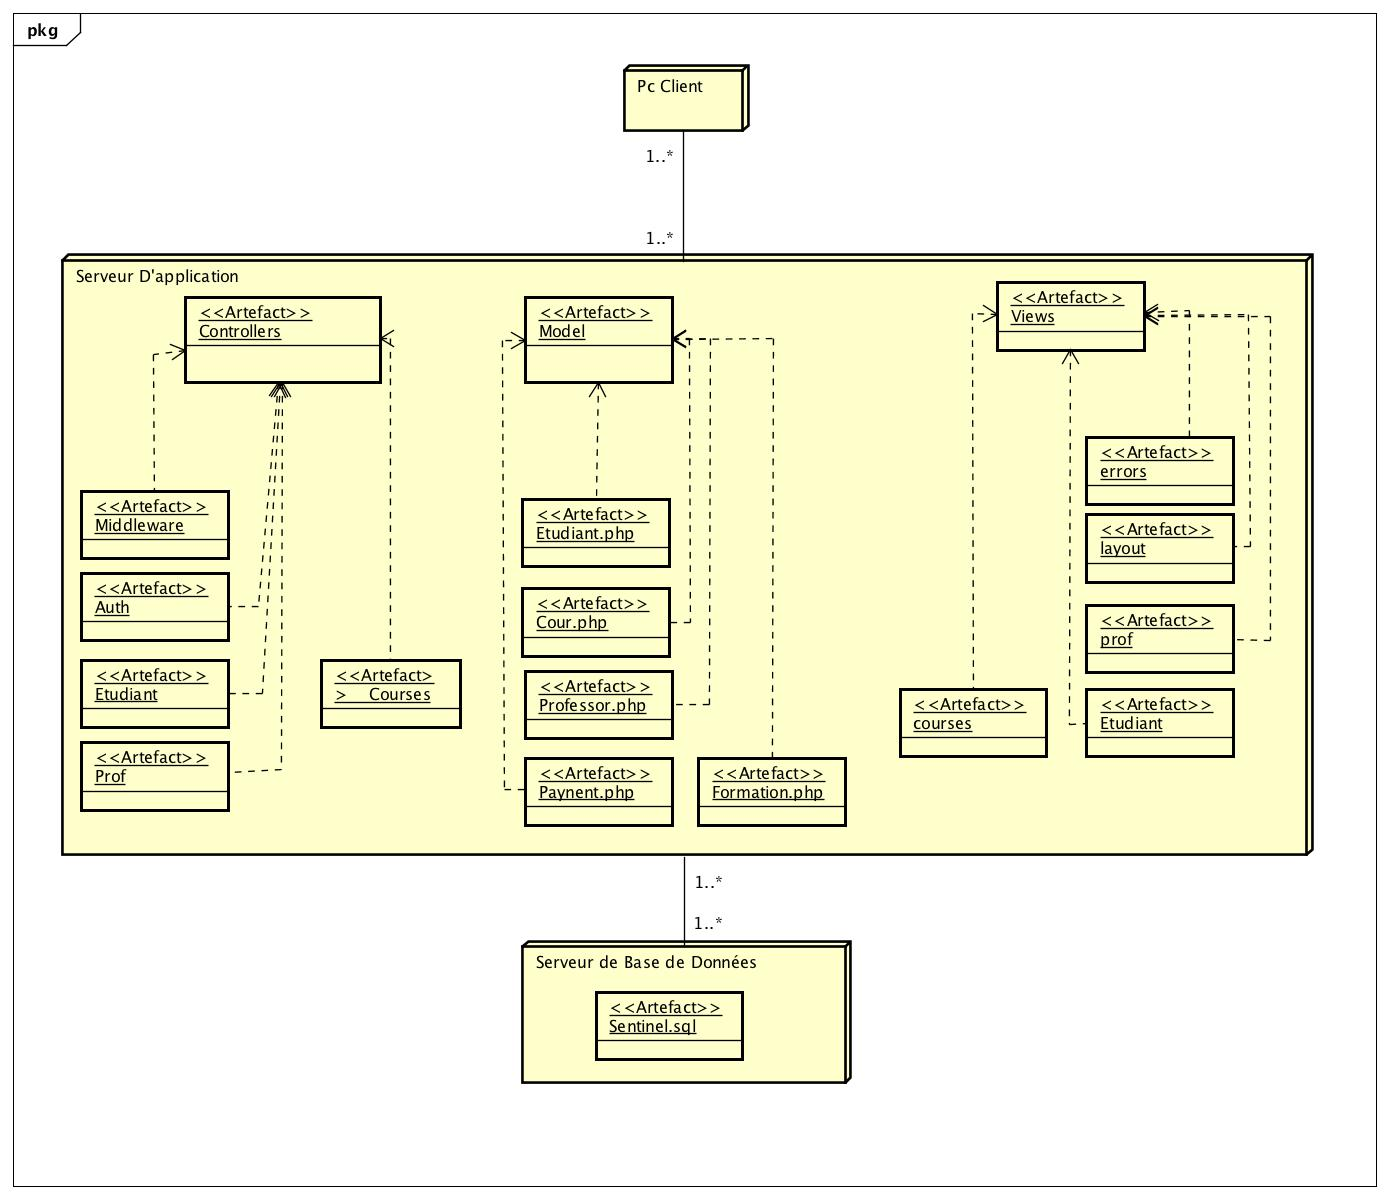 pkg
Pc Client
1..*
1..*
Serveur D'application
<<Artefact>>
Controllers
<<Artefact>>
Model
<<Artefact>>
Views
<<Artefact>>
Middleware
<<Artefact>>
Auth
<<Artefact>>
Etudiant
<<Artefact>>
Prof
<<Artefact>
> Courses
<<Artefact>>
Etudiant.php
<<Artefact>>
Cour.php
<<Artefact>>
Professor.php
<<Artefact>>
Paynent.php
<<Artefact>>
Formation.php
<<Artefact>>
errors
<<Artefact>>
layout
<<Artefact>>
prof
<<Artefact>>
courses
<<Artefact>>
Etudiant
1..*
1..*
Serveur de Base de Données
<<Artefact>>
Sentinel.sql